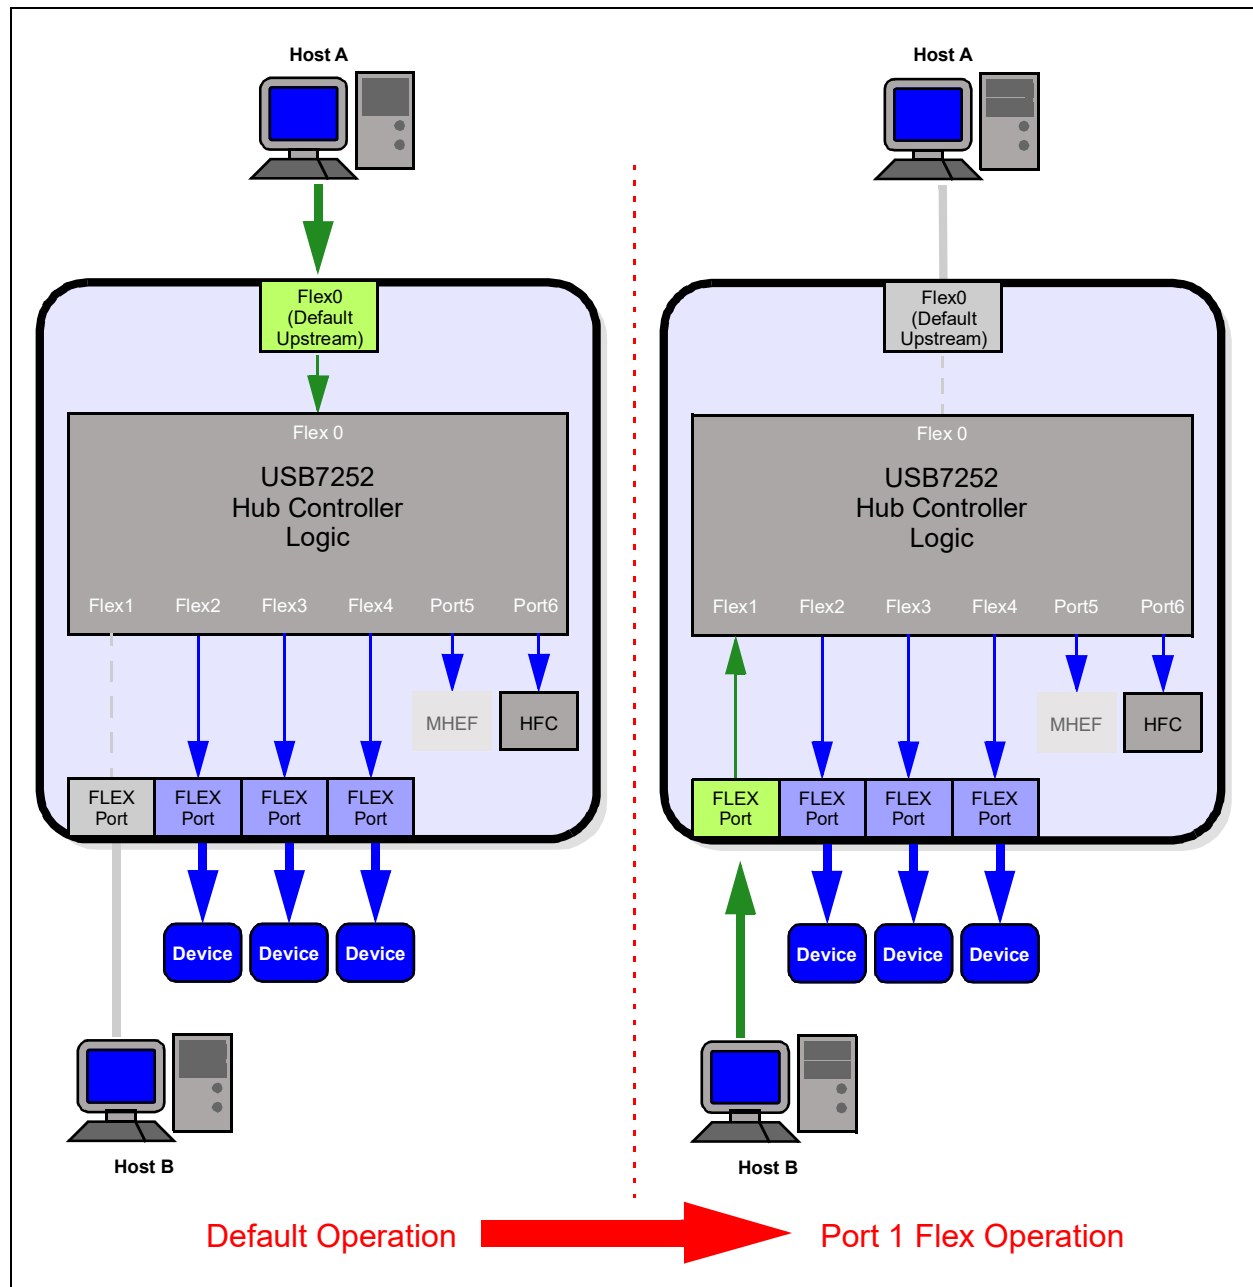 Host A
Flex0
(Default
Upstream)
Flex 0
USB7252
Hub Controller
Logic
Flex1 Flex2 Flex3 Flex4 Port5 Port6
MHEF HFC
FLEX Port
FLEX Port
FLEX Port
FLEX Port
Device Device Device
Host B
Default Operation
Host A
Flex0
(Default
Upstream)
Flex 0
USB7252
Hub Controller
Logic
Flex1 Flex2 Flex3 Flex4 Port5 Port6
MHEF HFC
FLEX Port
FLEX Port
FLEX Port
FLEX Port
Device Device Device
Host B
Port 1 Flex Operation